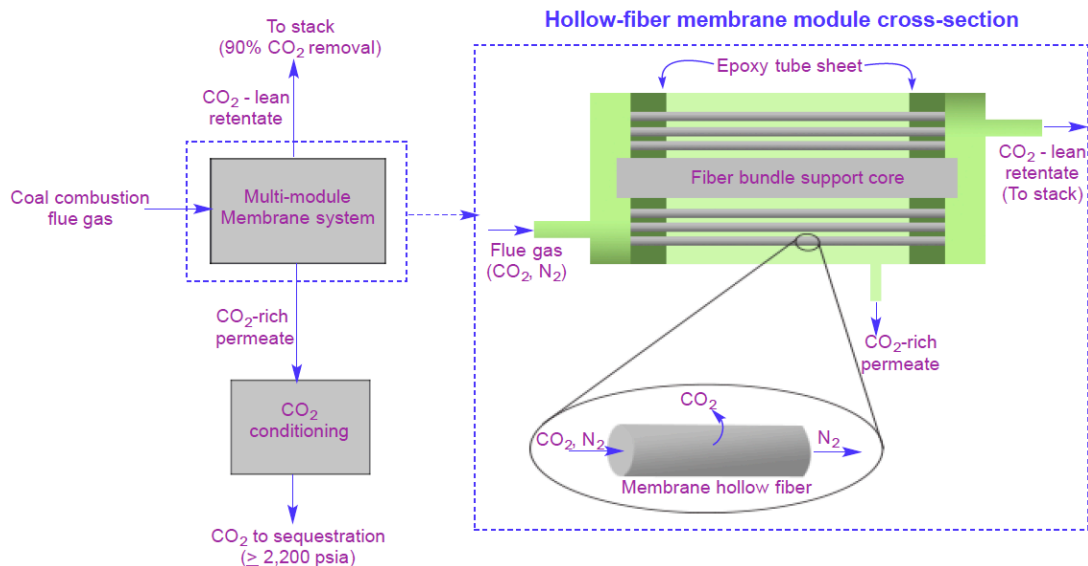 Hollow-fiber membrane module cross-section
To stack
(90% CO₂ removal)
CO₂ - lean
retentate
Coal combustion
flue gas
Multi-module
Membrane system
CO₂-rich
permeate
CO₂
conditioning
CO₂ to sequestration
(≥ 2,200 psia)
Epoxy tube sheet
Fiber bundle support core
CO₂ - lean
retentate
(To stack)
Flue gas
(CO₂, N₂)
CO₂-rich
permeate
CO₂
CO₂, N₂
N₂
Membrane hollow fiber